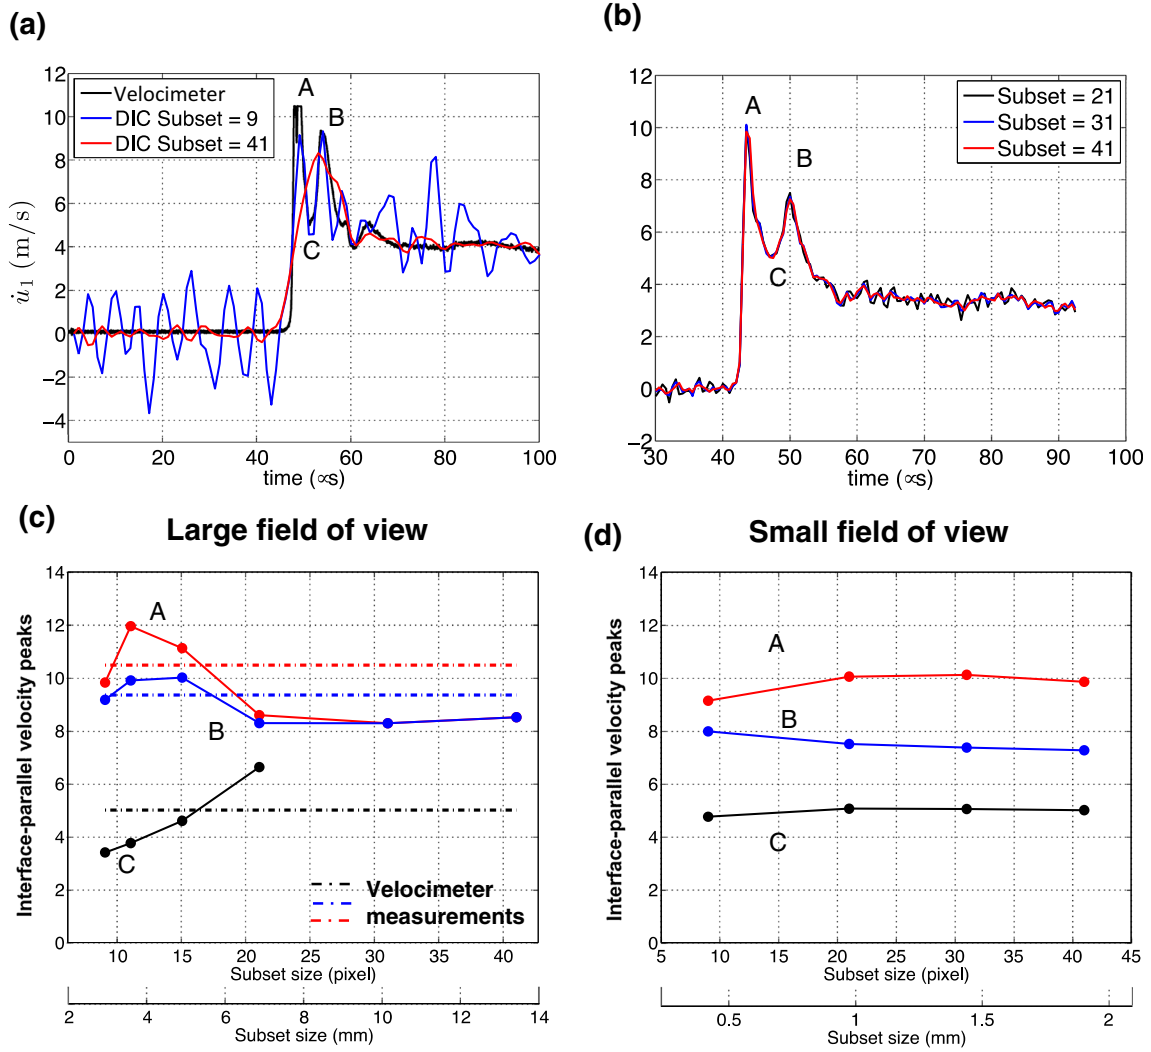 (a)
12
10
8
6
4
2
0
−2
−4
u̇₁ (m/s)
Velocimeter
DIC Subset = 9
DIC Subset = 41
A
B
C
0 20 40 60 80 100
time (∝s)
(b)
12
10
8
6
4
2
0
−2
Subset = 21
Subset = 31
Subset = 41
A
B
C
30 40 50 60 70 80 90 100
time (∝s)
(c)
Large field of view
Interface-parallel velocity peaks
14
12
10
8
6
4
2
0
A
B
C
Velocimeter
measurements
10 15 20 25 30 35 40
Subset size (pixel)
2 4 6 8 10 12 14
Subset size (mm)
(d)
Small field of view
Interface-parallel velocity peaks
14
12
10
8
6
4
2
0
A
B
C
5 10 15 20 25 30 35 40 45
Subset size (pixel)
0.5 1 1.5 2
Subset size (mm)